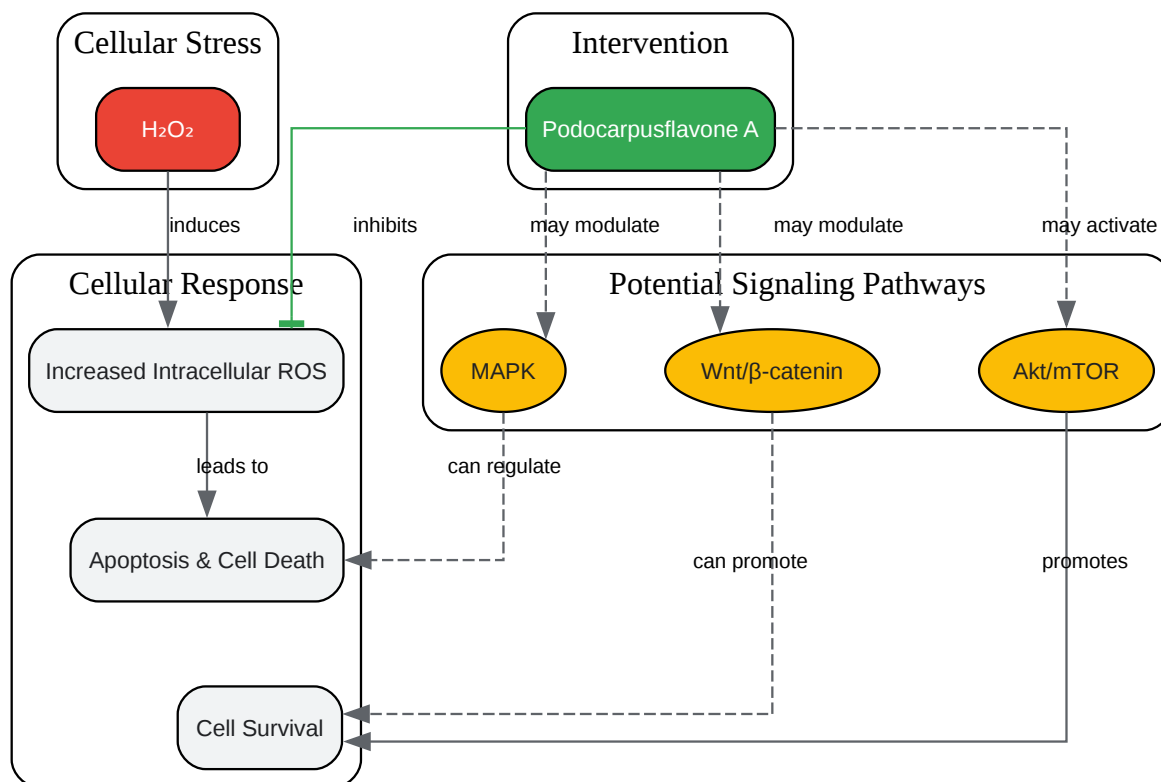 Cellular Stress
Intervention
H₂O₂
Podocarpusflavone A
induces
inhibits
may modulate
may modulate
may activate
Cellular Response
Potential Signaling Pathways
Increased Intracellular ROS
MAPK
Wnt/β-catenin
Akt/mTOR
leads to
can regulate
Apoptosis & Cell Death
can promote
promotes
Cell Survival